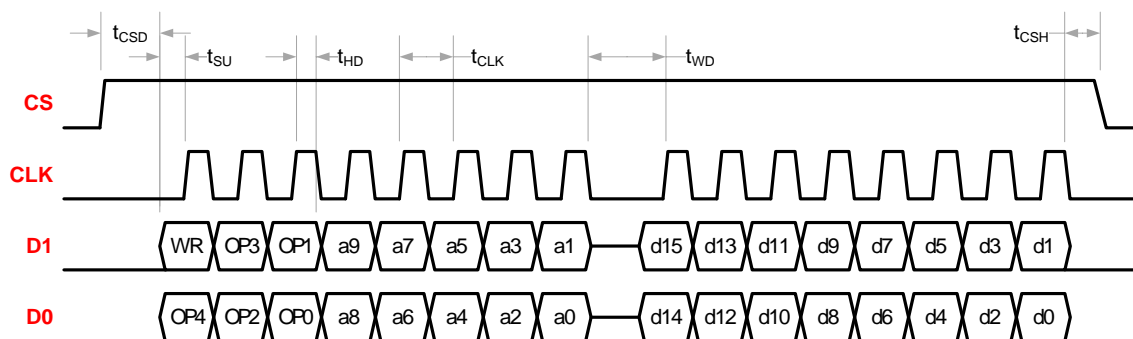 tCSD tSU tHD tCLK tWD tCSH
CS
CLK
D1 WR OP3 OP1 a9 a7 a5 a3 a1 d15 d13 d11 d9 d7 d5 d3 d1
D0 OP4 OP2 OP0 a8 a6 a4 a2 a0 d14 d12 d10 d8 d6 d4 d2 d0